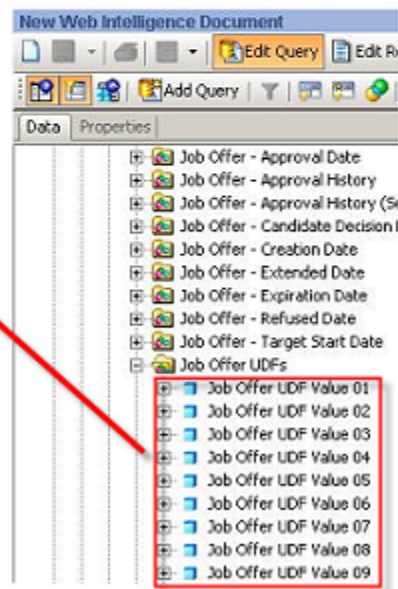 New Web Intelligence Document
Edit Query Edit
Add Query
Data Properties
Job Offer - Approval Date
Job Offer - Approval History
Job Offer - Approval History
Job Offer - Candidate Decision
Job Offer - Creation Date
Job Offer - Extended Date
Job Offer - Expiration Date
Job Offer - Refused Date
Job Offer - Target Start Date
Job Offer UDFs
Job Offer UDF Value 01
Job Offer UDF Value 02
Job Offer UDF Value 03
Job Offer UDF Value 04
Job Offer UDF Value 05
Job Offer UDF Value 06
Job Offer UDF Value 07
Job Offer UDF Value 08
Job Offer UDF Value 09